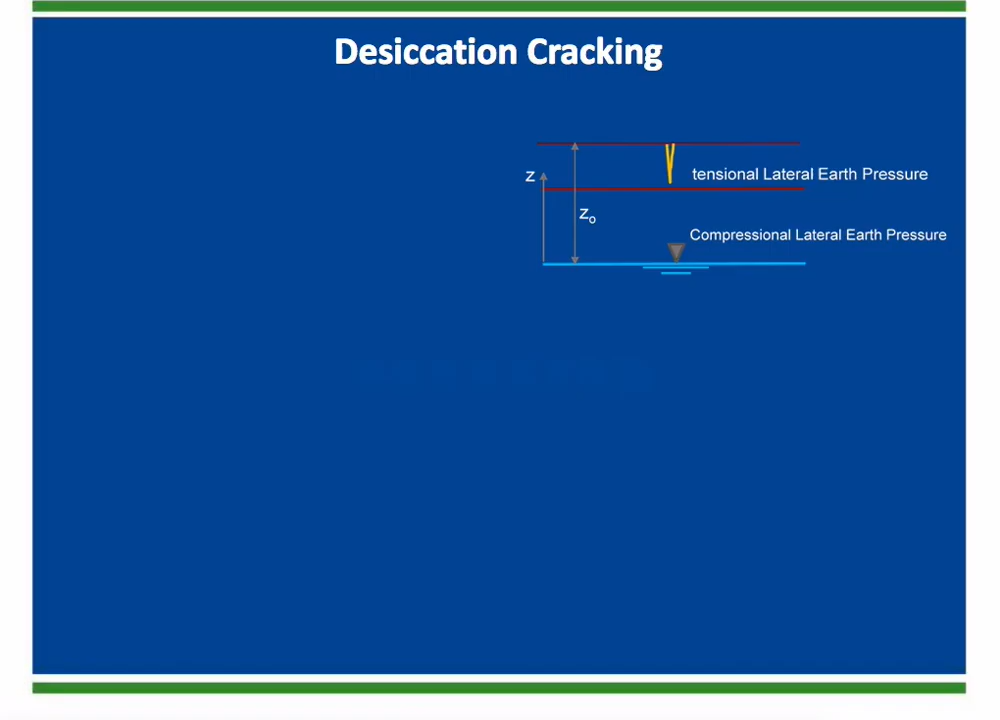 Desiccation Cracking
tensional Lateral Earth Pressure
z
zo
Compressional Lateral Earth Pressure